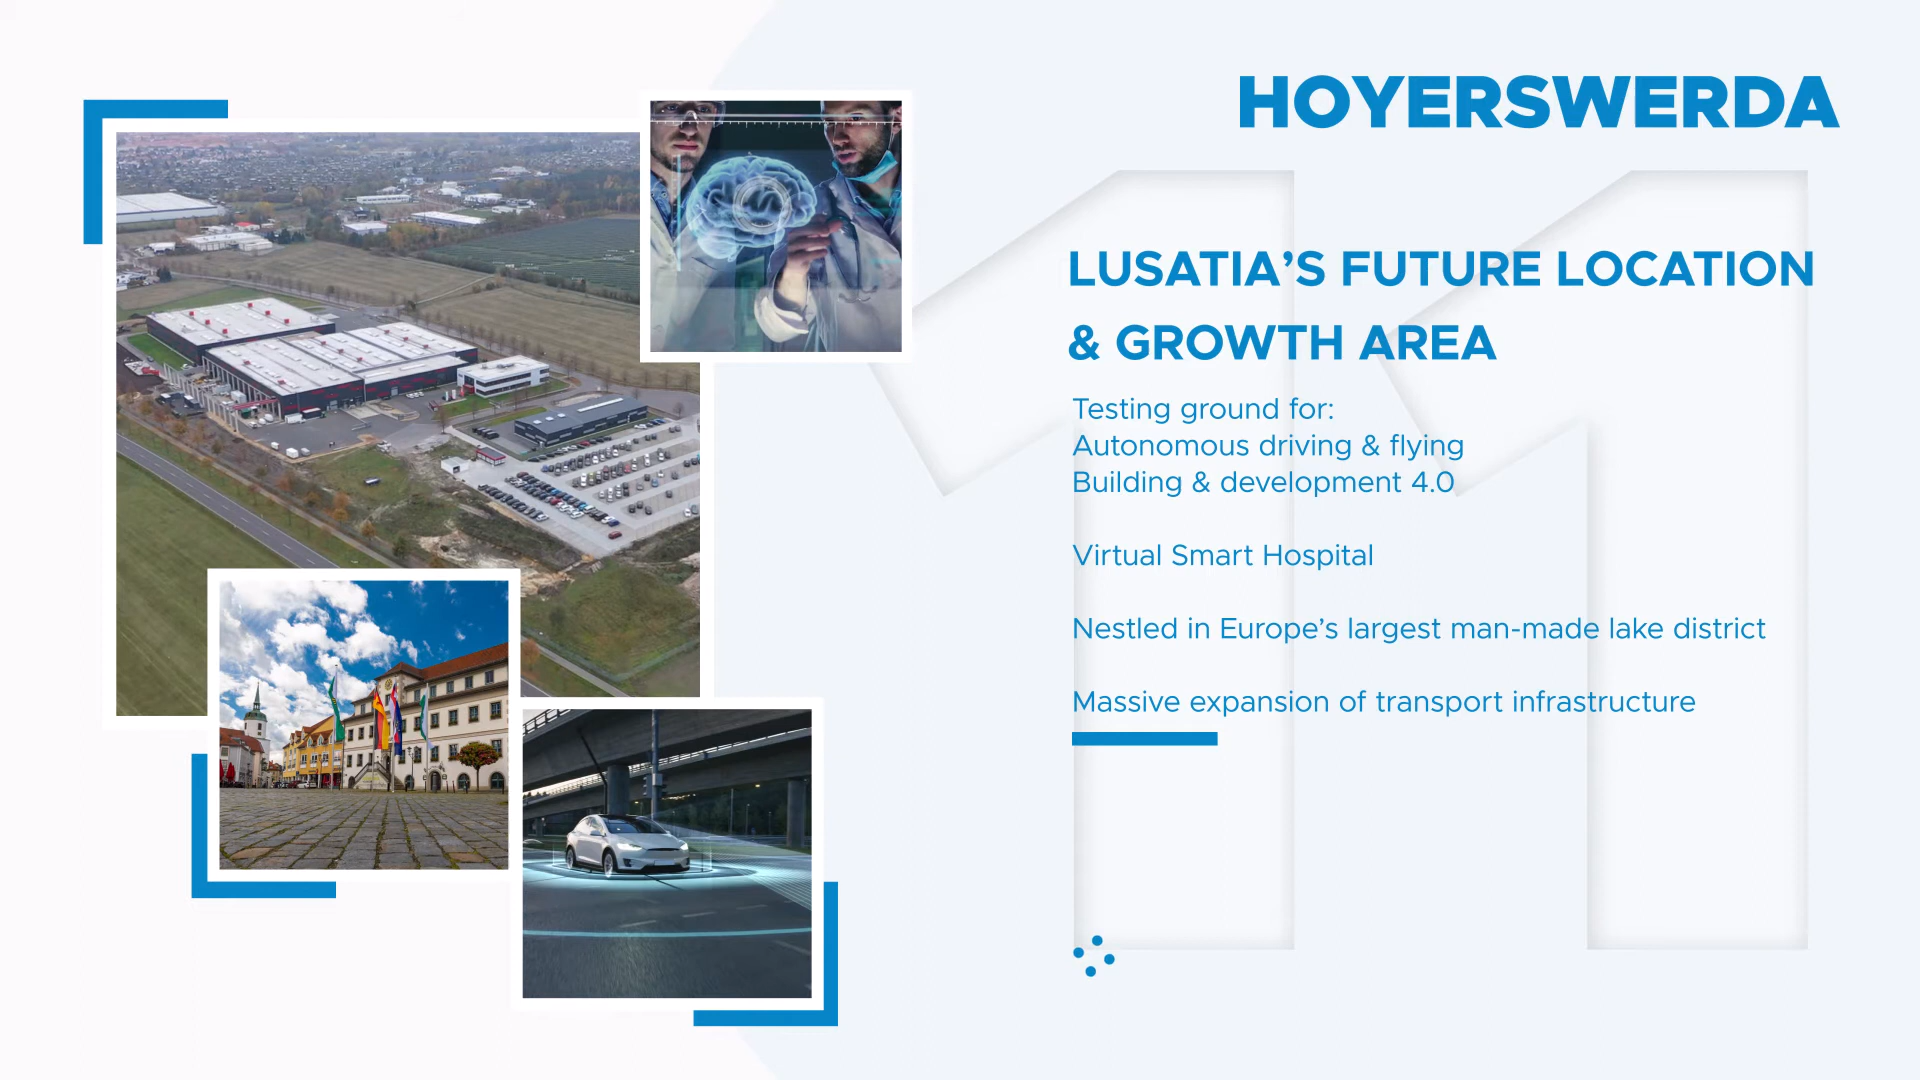 HOYERSWERDA
11
LUSATIA’S FUTURE LOCATION
& GROWTH AREA
Testing ground for:
Autonomous driving & flying
Building & development 4.0
Virtual Smart Hospital
Nestled in Europe’s largest man-made lake district
Massive expansion of transport infrastructure